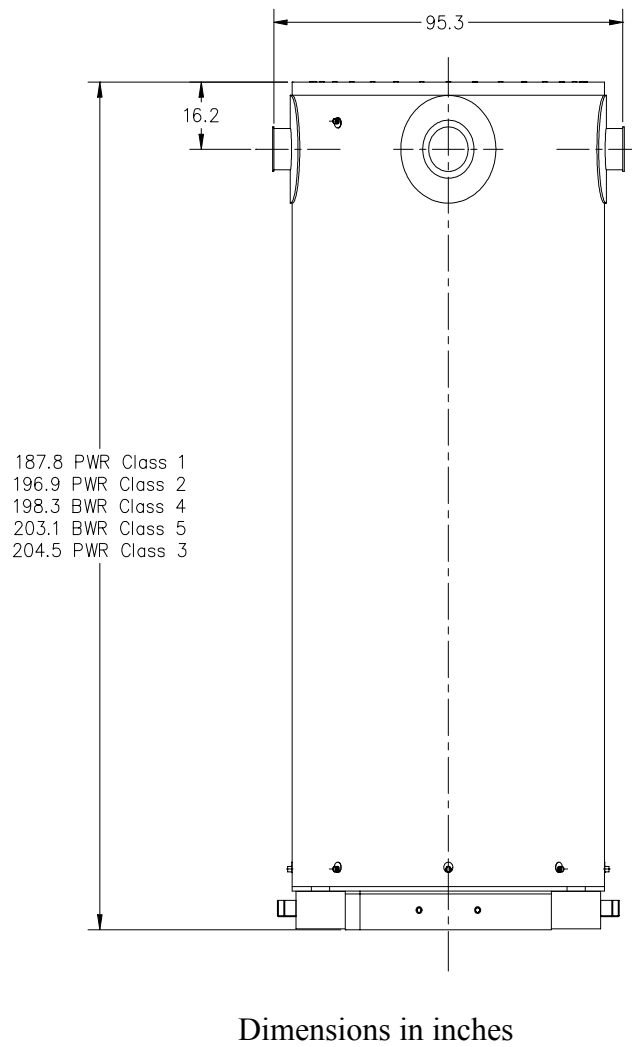 95.3
16.2
187.8 PWR Class 1
196.9 PWR Class 2
198.3 BWR Class 4
203.1 BWR Class 5
204.5 PWR Class 3
Dimensions in inches